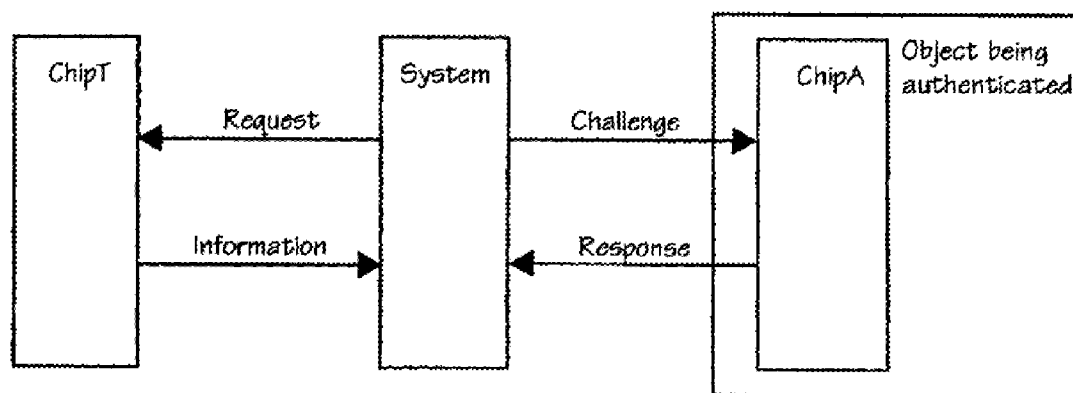 ChipT
System
ChipA
Object being
authenticated
Request
Challenge
Information
Response